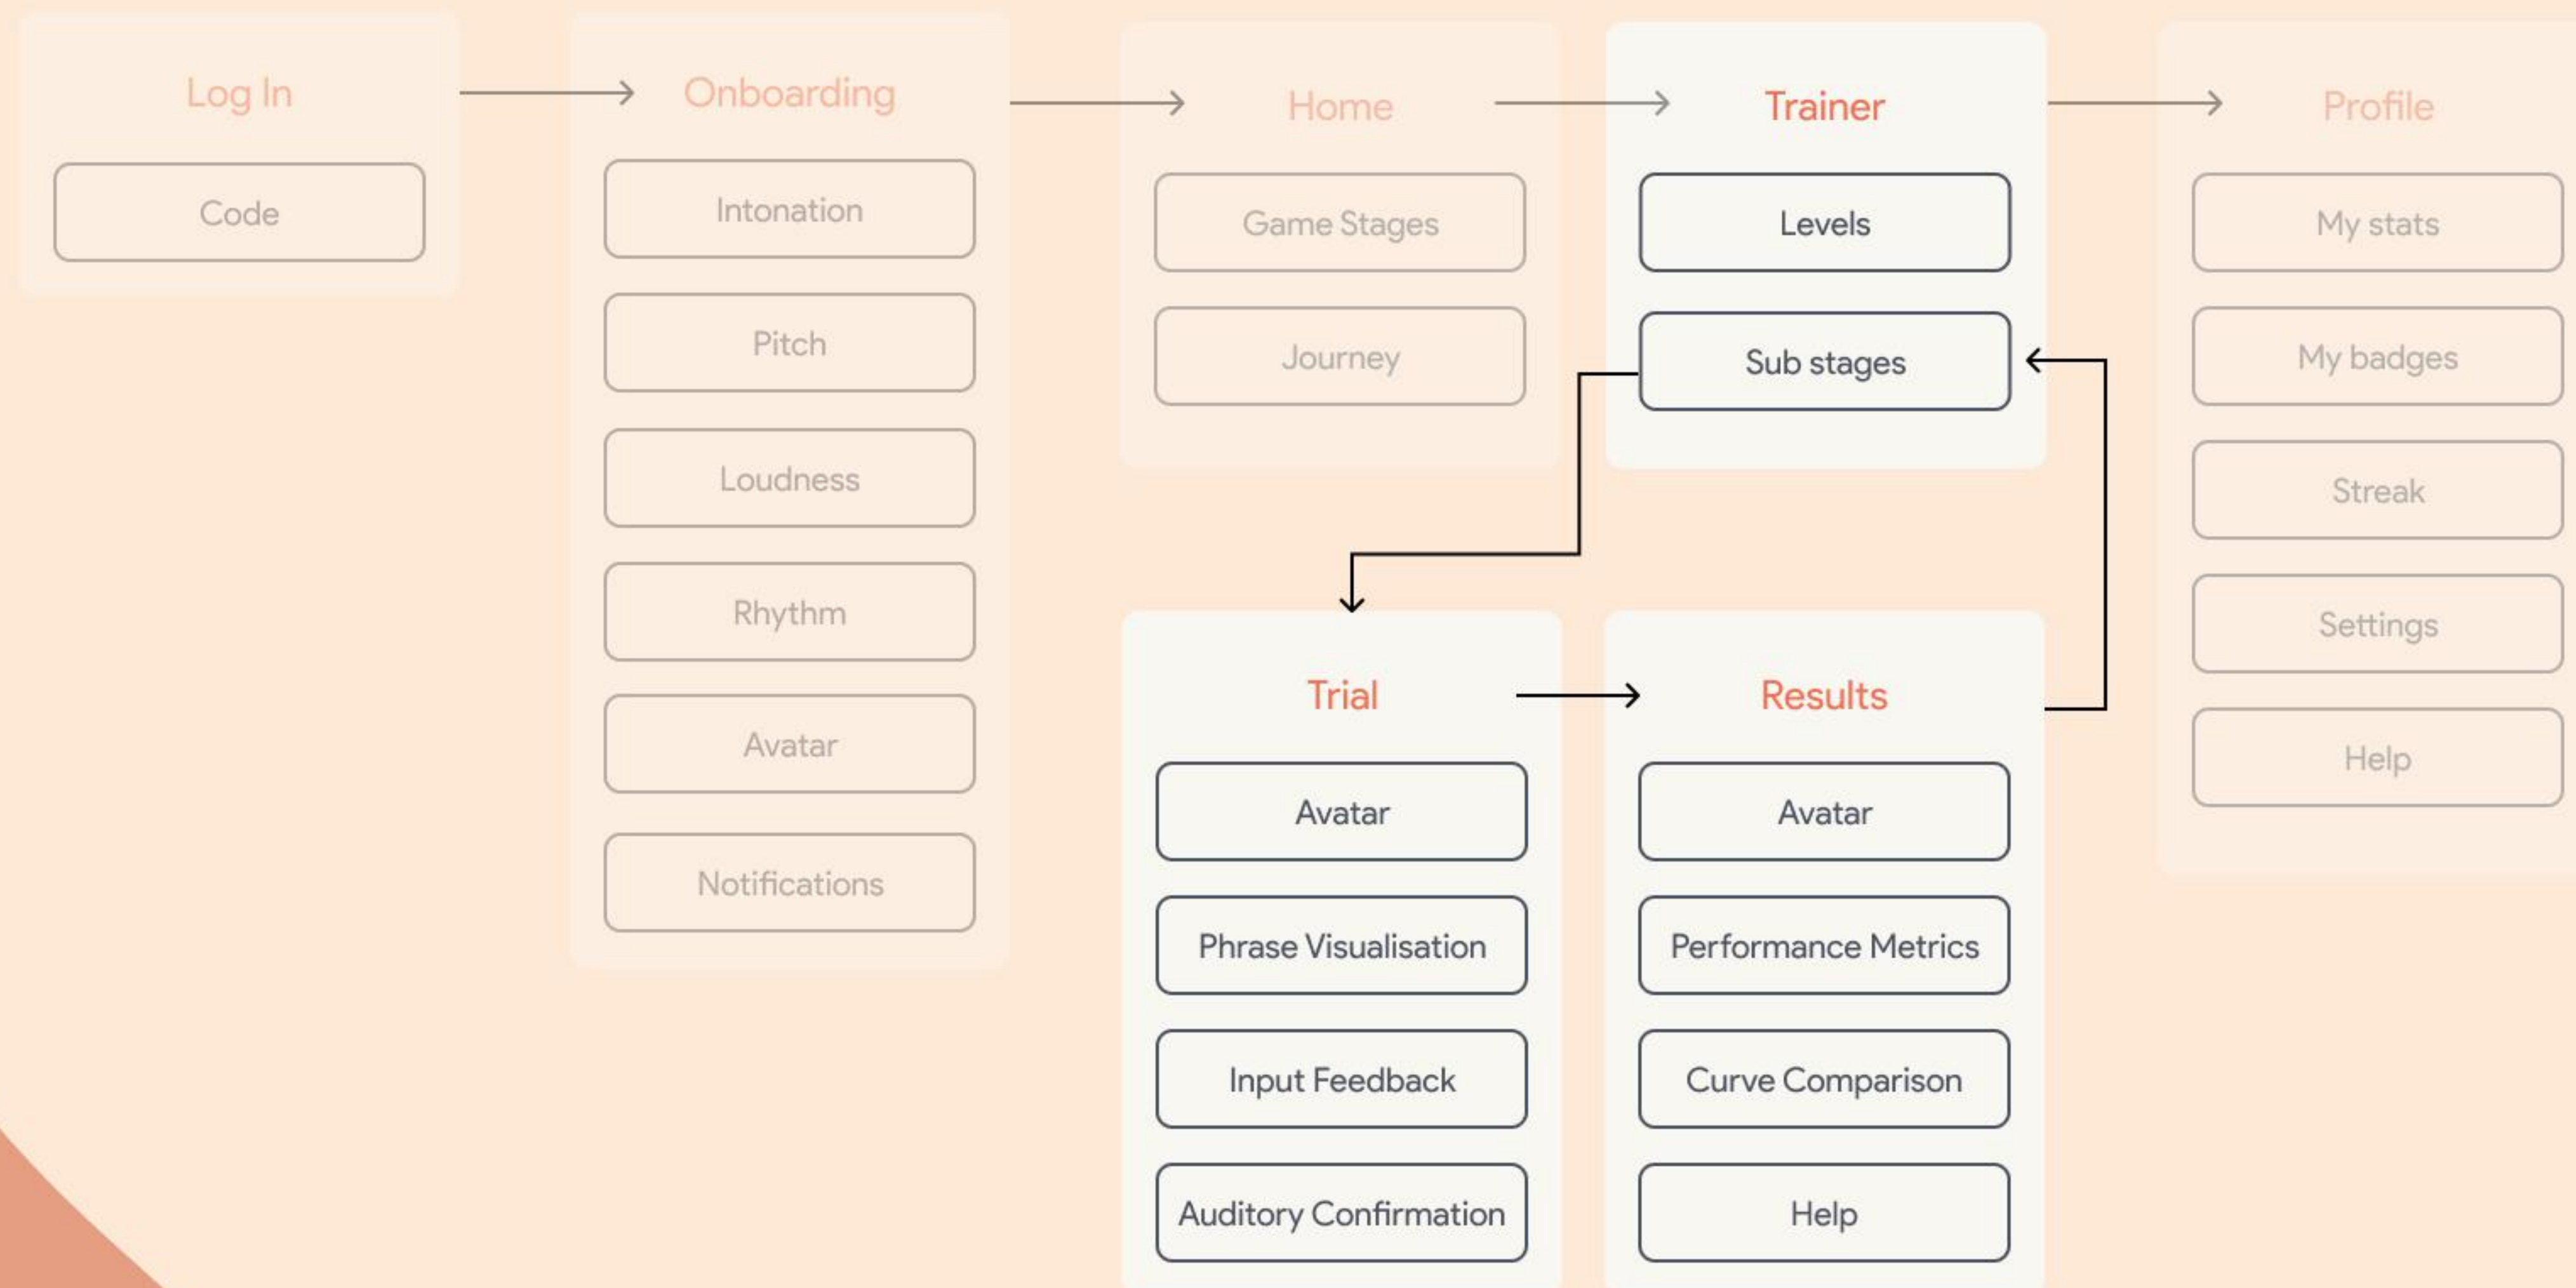 Log In
Code
Onboarding
Intonation
Pitch
Loudness
Rhythm
Avatar
Notifications
Home
Game Stages
Journey
Trainer
Levels
Sub stages
Trial
Avatar
Phrase Visualisation
Input Feedback
Auditory Confirmation
Results
Avatar
Performance Metrics
Curve Comparison
Help
Profile
My stats
My badges
Streak
Settings
Help